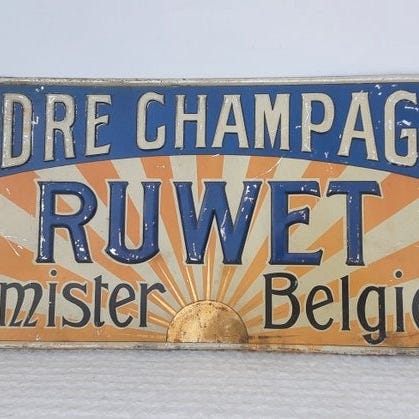 DRE CHAMPAG
RUWET
mister Belgi